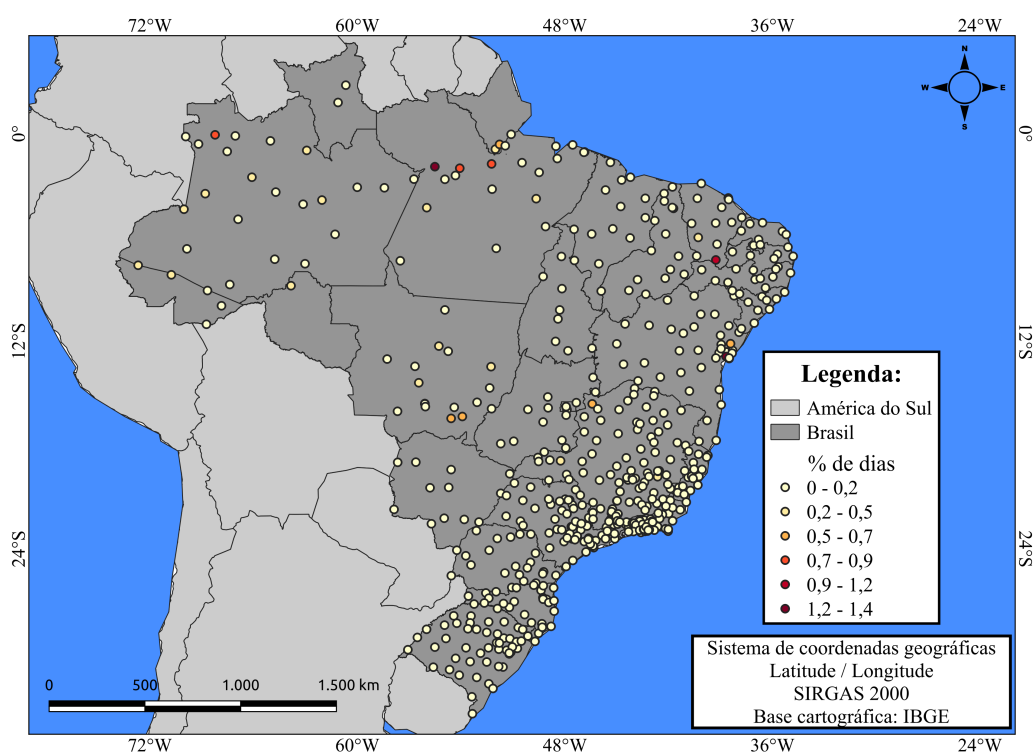 72°W 60°W 48°W 36°W 24°W
N
W E
S
0° 0°
12°S 12°S
24°S 24°S
Legenda:
América do Sul
Brasil
% de dias
0 - 0,2
0,2 - 0,5
0,5 - 0,7
0,7 - 0,9
0,9 - 1,2
1,2 - 1,4
Sistema de coordenadas geográficas
Latitude / Longitude
SIRGAS 2000
Base cartográfica: IBGE
0 500 1.000 1.500 km
72°W 60°W 48°W 36°W 24°W